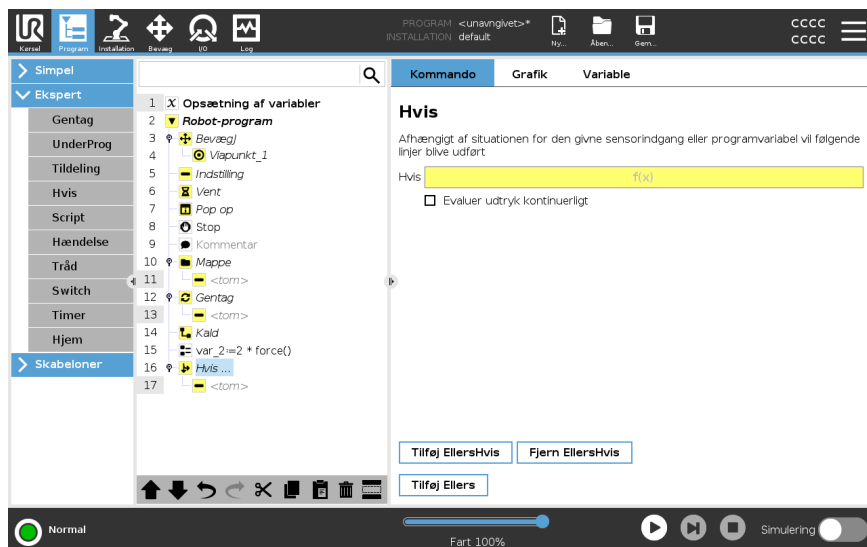 PROGRAM <unavngivet>*
INSTALLATION default
UR
Kørsel
Program
Installation
Bevæg
I/O
Log
Ny...
Åben...
Gem...
CCCC
CCCC
Simpel
Ekspert
Gentag
UnderProg
Tildeling
Hvis
Script
Hændelse
Tråd
Switch
Timer
Hjem
Skabeloner
1 X Opsætning af variabler
2 Robot-program
3 BevægJ
4 Viapunkt_1
5 Indstilling
6 Vent
7 Pop op
8 Stop
9 Kommentar
10 Mappe
11 <tom>
12 Gentag
13 <tom>
14 Kald
15 var_2:=2 * force()
16 Hvis ...
17 <tom>
Kommando Grafik Variable
Hvis
Afhængigt af situationen for den givne sensorindgang eller programvariabel vil følgende
linjer blive udført
Hvis f(x)
Evaluer udtryk kontinuerligt
Tilføj EllersHvis Fjern EllersHvis
Tilføj Ellers
Normal
Fart 100%
Simulering